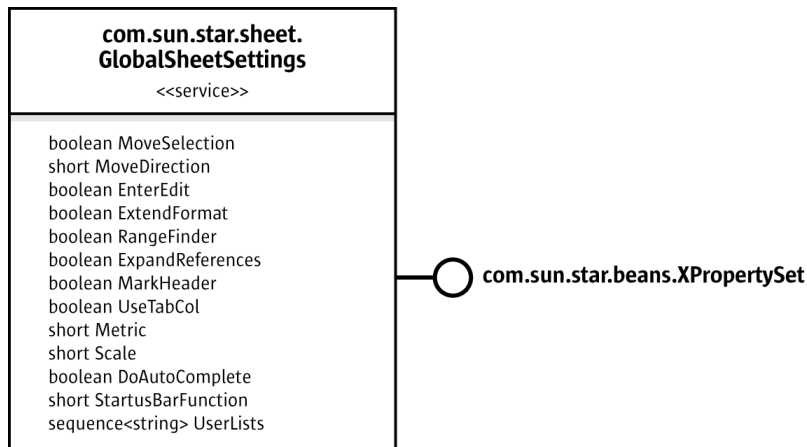 com.sun.star.sheet.
GlobalSheetSettings
<<service>>
boolean MoveSelection
short MoveDirection
boolean EnterEdit
boolean ExtendFormat
boolean RangeFinder
boolean ExpandReferences
boolean MarkHeader
boolean UseTabCol
short Metric
short Scale
boolean DoAutoComplete
short StartusBarFunction
sequence<string> UserLists
com.sun.star.beans.XPropertySet